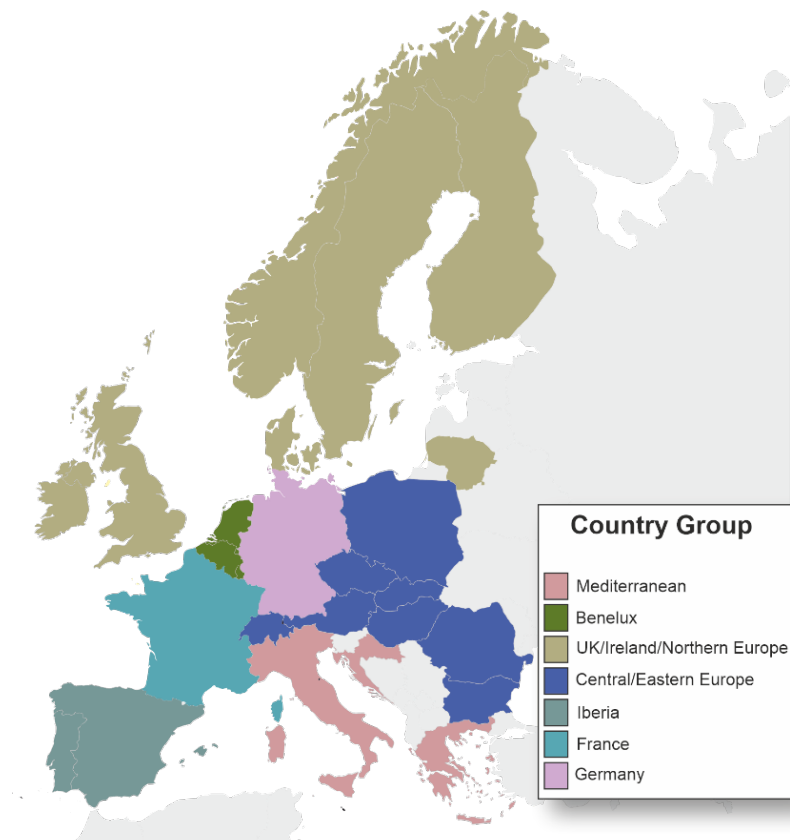 Country Group
Mediterranean
Benelux
UK/Ireland/Northern Europe
Central/Eastern Europe
Iberia
France
Germany